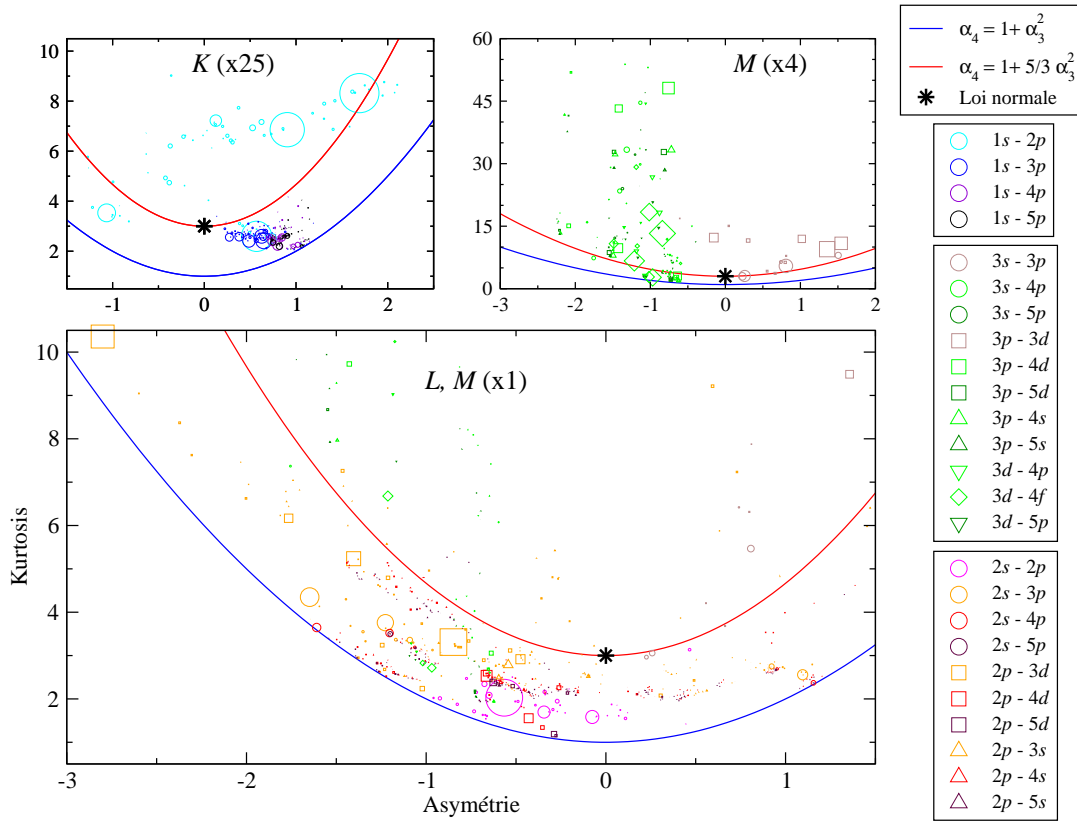 K (x25)
10
8
6
4
2
-1
0
1
2
M (x4)
60
45
30
15
0
-3
-2
-1
0
1
2
L, M (x1)
10
8
6
4
2
-3
-2
-1
0
1
Kurtosis
Asymétrie
α₄ = 1+ α₃²
α₄ = 1+ 5/3 α₃²
Loi normale
1s - 2p
1s - 3p
1s - 4p
1s - 5p
3s - 3p
3s - 4p
3s - 5p
3p - 3d
3p - 4d
3p - 5d
3p - 4s
3p - 5s
3d - 4p
3d - 4f
3d - 5p
2s - 2p
2s - 3p
2s - 4p
2s - 5p
2p - 3d
2p - 4d
2p - 5d
2p - 3s
2p - 4s
2p - 5s